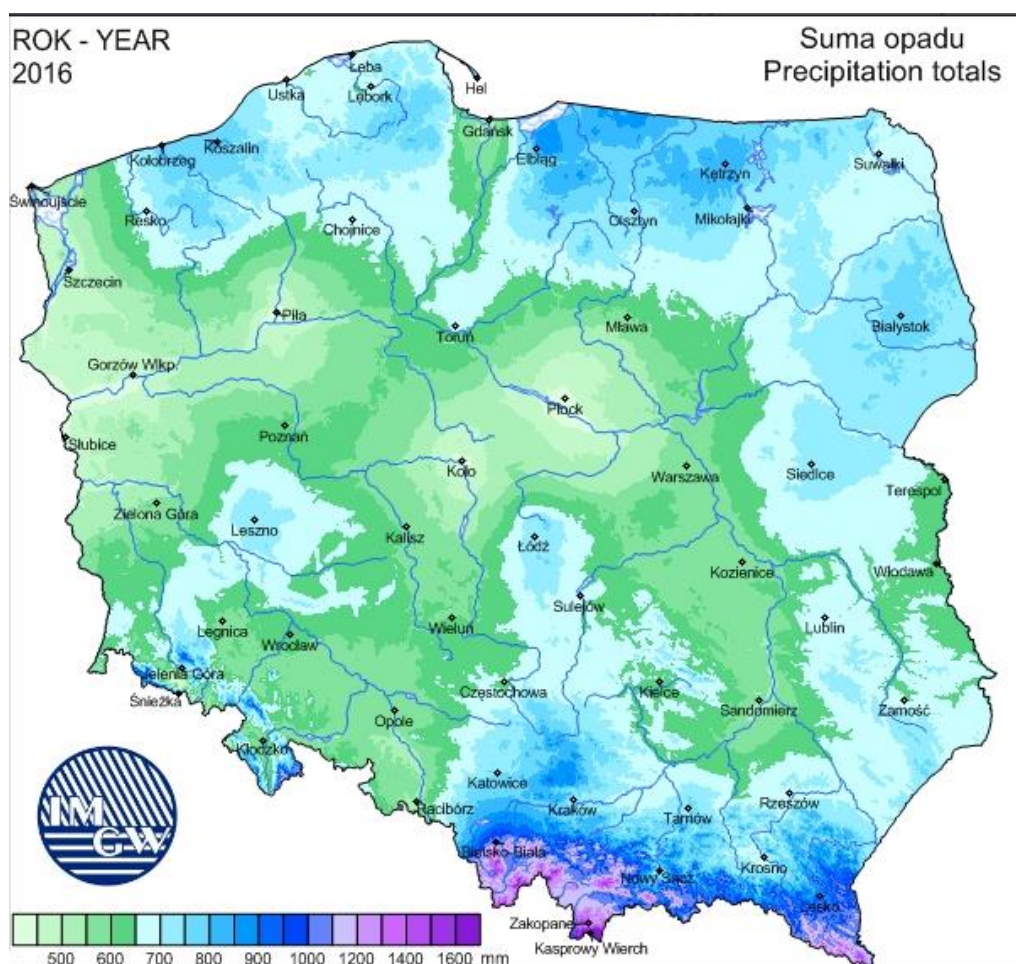 ROK - YEAR
2016
Suma opadu
Precipitation totals
Łeba
Ustka
Lębork
Hel
Gdańsk
Koszalin
Kołobrzeg
Elbląg
Kętrzyn
Suwałki
Świnoujście
Resko
Chojnice
Olsztyn
Mikołajki
Szczecin
Piła
Toruń
Mława
Białystok
Gorzów Wlkp.
Płock
Słubice
Poznań
Koło
Warszawa
Siedlce
Terespol
Zielona Góra
Leszno
Kalisz
Łódź
Kozienice
Włodawa
Sulejów
Legnica
Wrocław
Wieluń
Lublin
Jelenia Góra
Śnieżka
Częstochowa
Kielce
Sandomierz
Zamość
Opole
Kłodzko
Katowice
Racibórz
Kraków
Tarnów
Rzeszów
Bielsko-Biała
Nowy Sącz
Krosno
Lesko
Zakopane
Kasprowy Wierch
IM
GW
500 600 700 800 900 1000 1200 1400 1600 mm